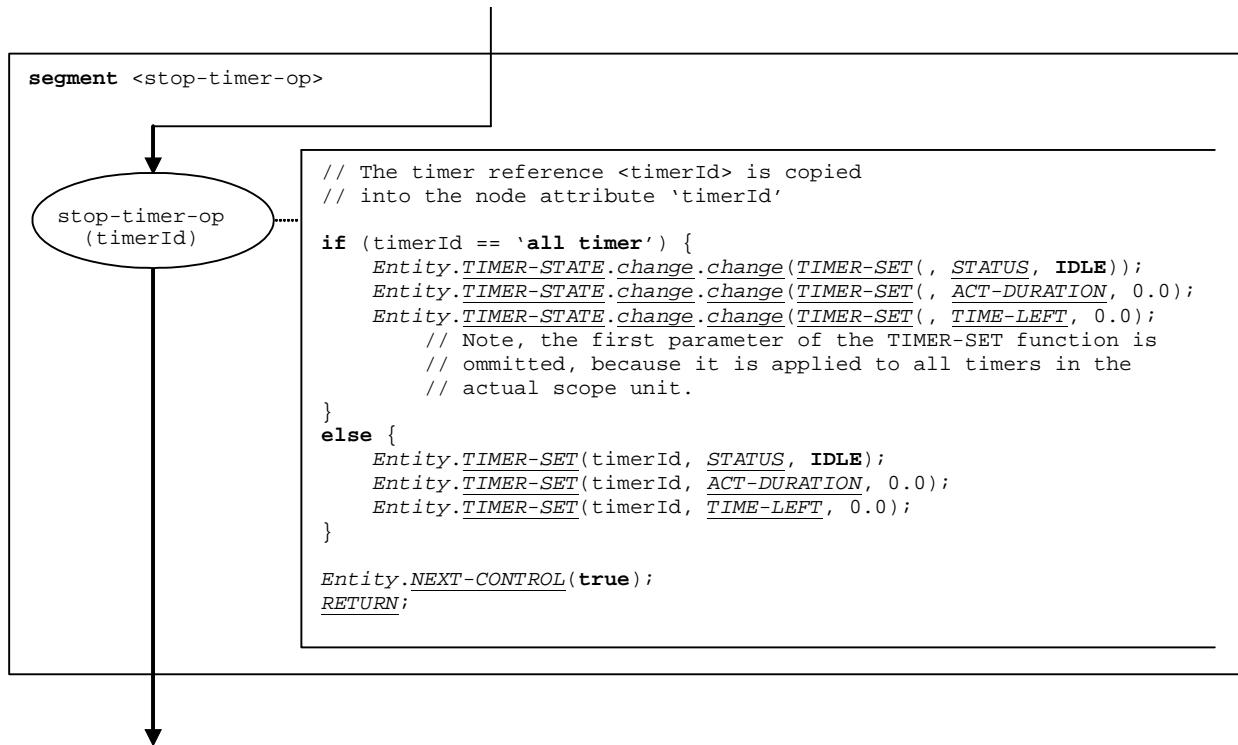 segment <stop-timer-op>
stop-timer-op
(timerId)
// The timer reference <timerId> is copied
// into the node attribute ‘timerId’
if (timerId == ‘all timer’) {
Entity.TIMER-STATE.change.change(TIMER-SET(, STATUS, IDLE));
Entity.TIMER-STATE.change.change(TIMER-SET(, ACT-DURATION, 0.0);
Entity.TIMER-STATE.change.change(TIMER-SET(, TIME-LEFT, 0.0);
// Note, the first parameter of the TIMER-SET function is
// ommitted, because it is applied to all timers in the
// actual scope unit.
}
else {
Entity.TIMER-SET(timerId, STATUS, IDLE);
Entity.TIMER-SET(timerId, ACT-DURATION, 0.0);
Entity.TIMER-SET(timerId, TIME-LEFT, 0.0);
}
Entity.NEXT-CONTROL(true);
RETURN;